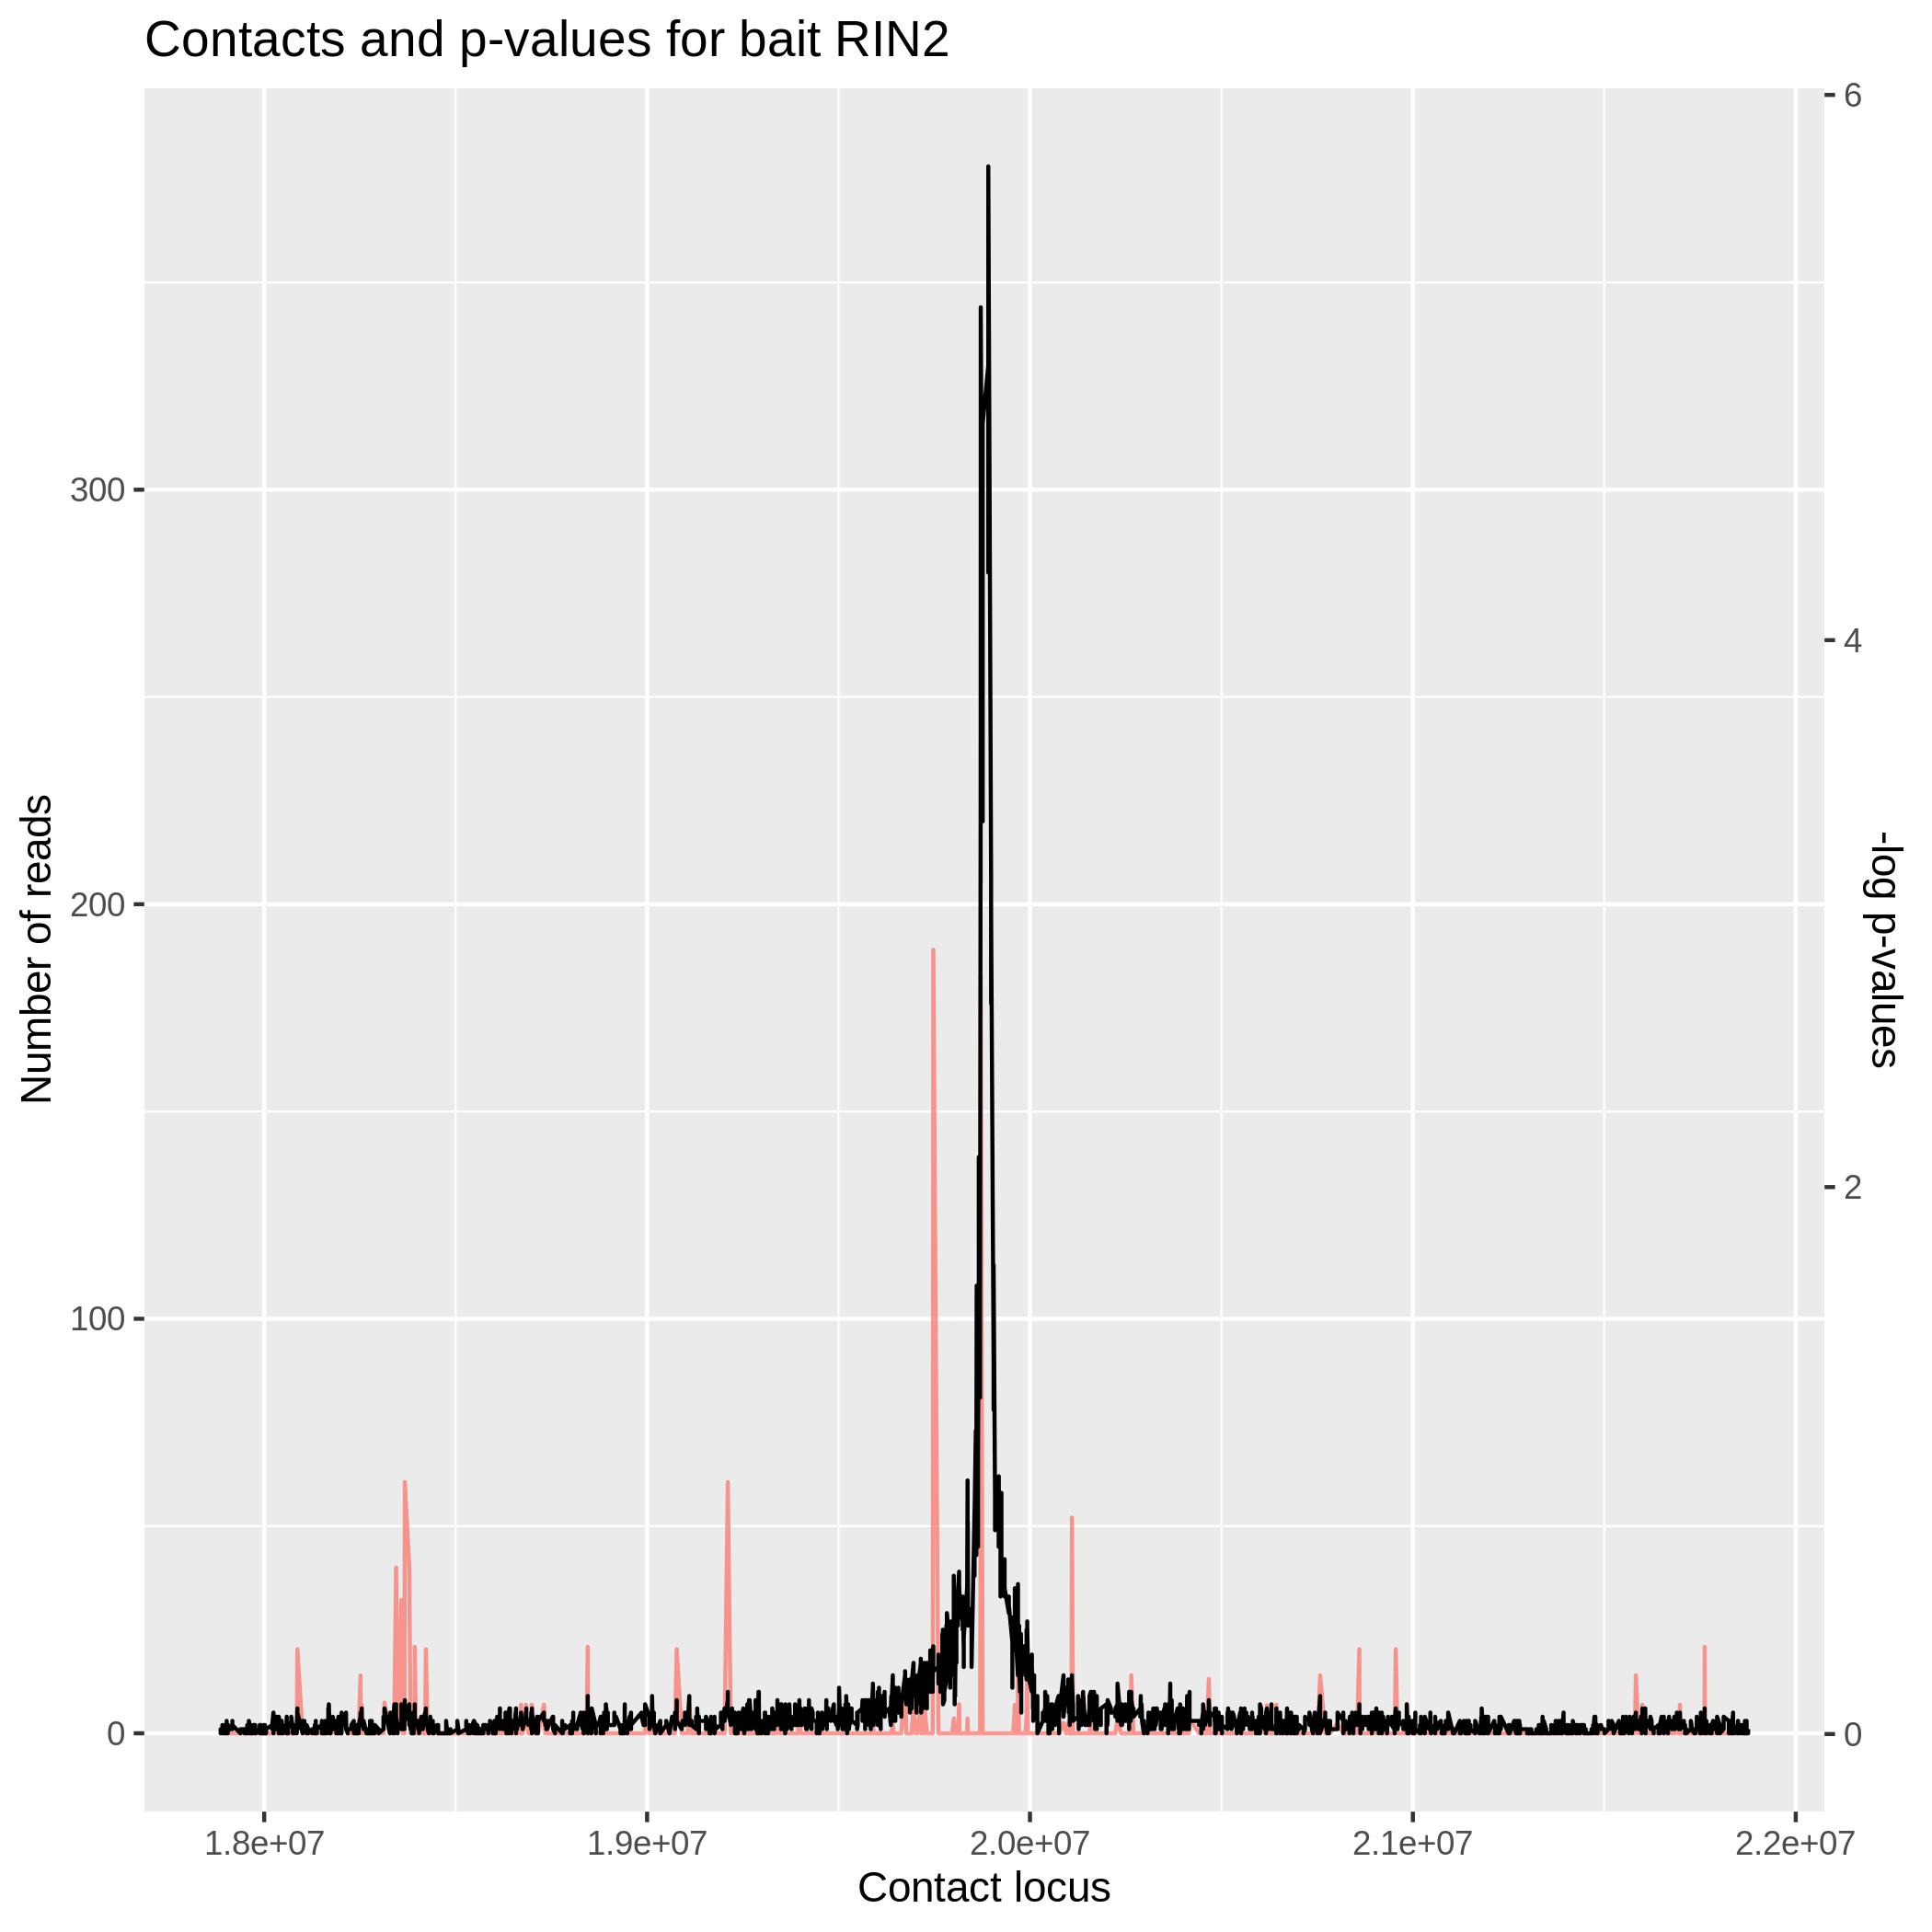 Contacts and p-values for bait RIN2
6
300
4
200
2
100
0
0
Number of reads
-log p-values
1.8e+07
1.9e+07
2.0e+07
2.1e+07
2.2e+07
Contact locus